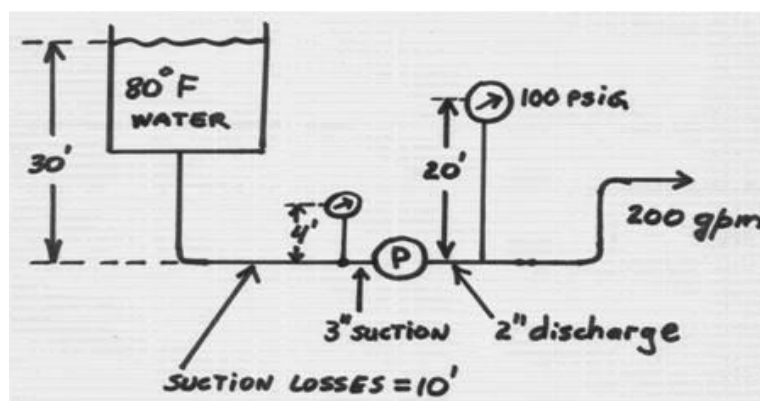 80°F
WATER
30'
4'
20'
100 psig
200 gpm
P
3" SUCTION
2" discharge
SUCTION LOSSES = 10'